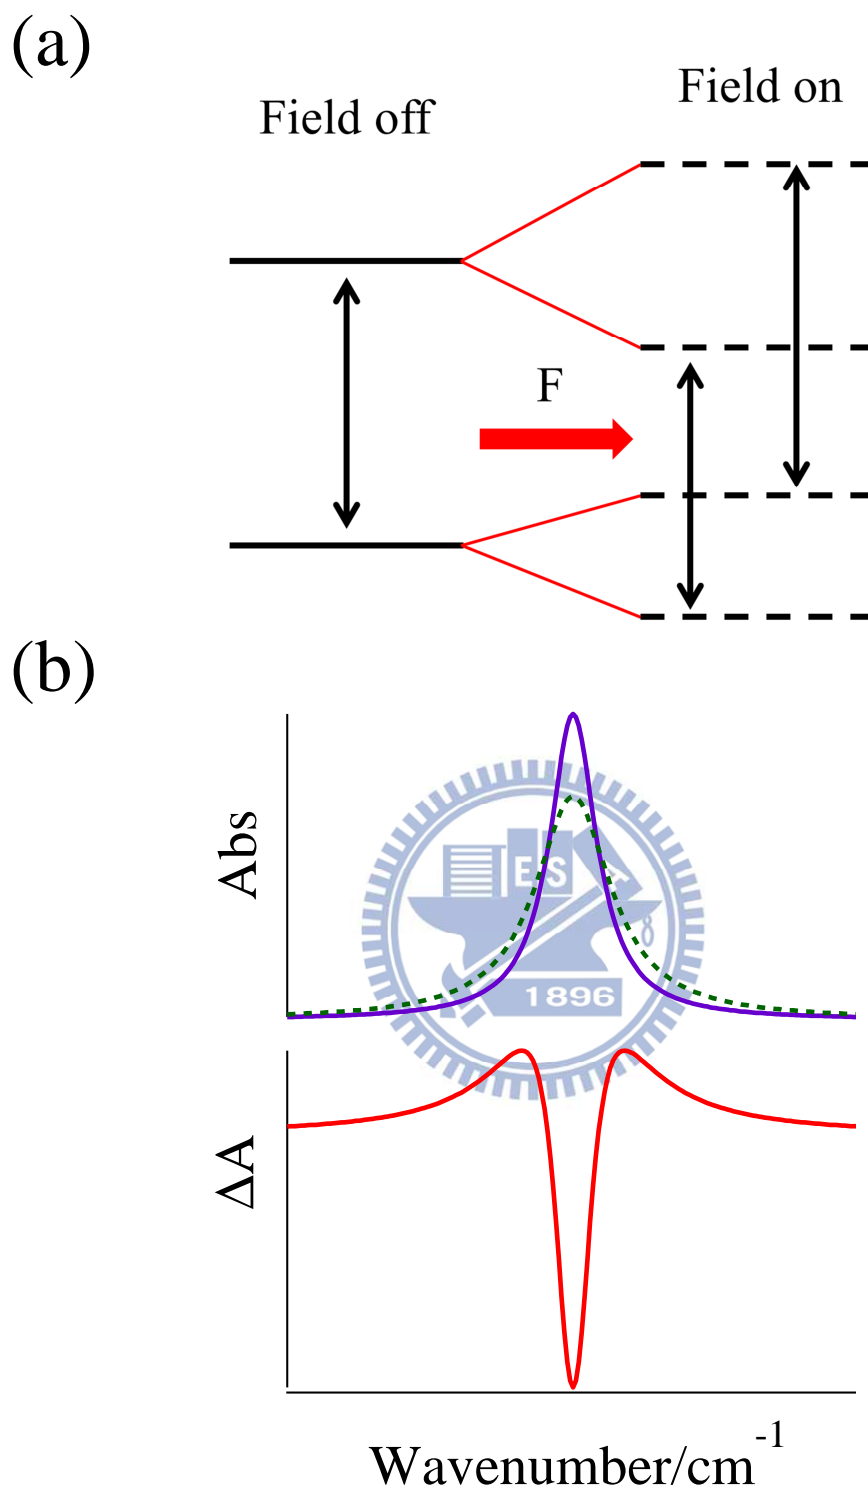 (a)
Field off
Field on
F
(b)
Abs
E S
1896
ΔA
Wavenumber/cm-1